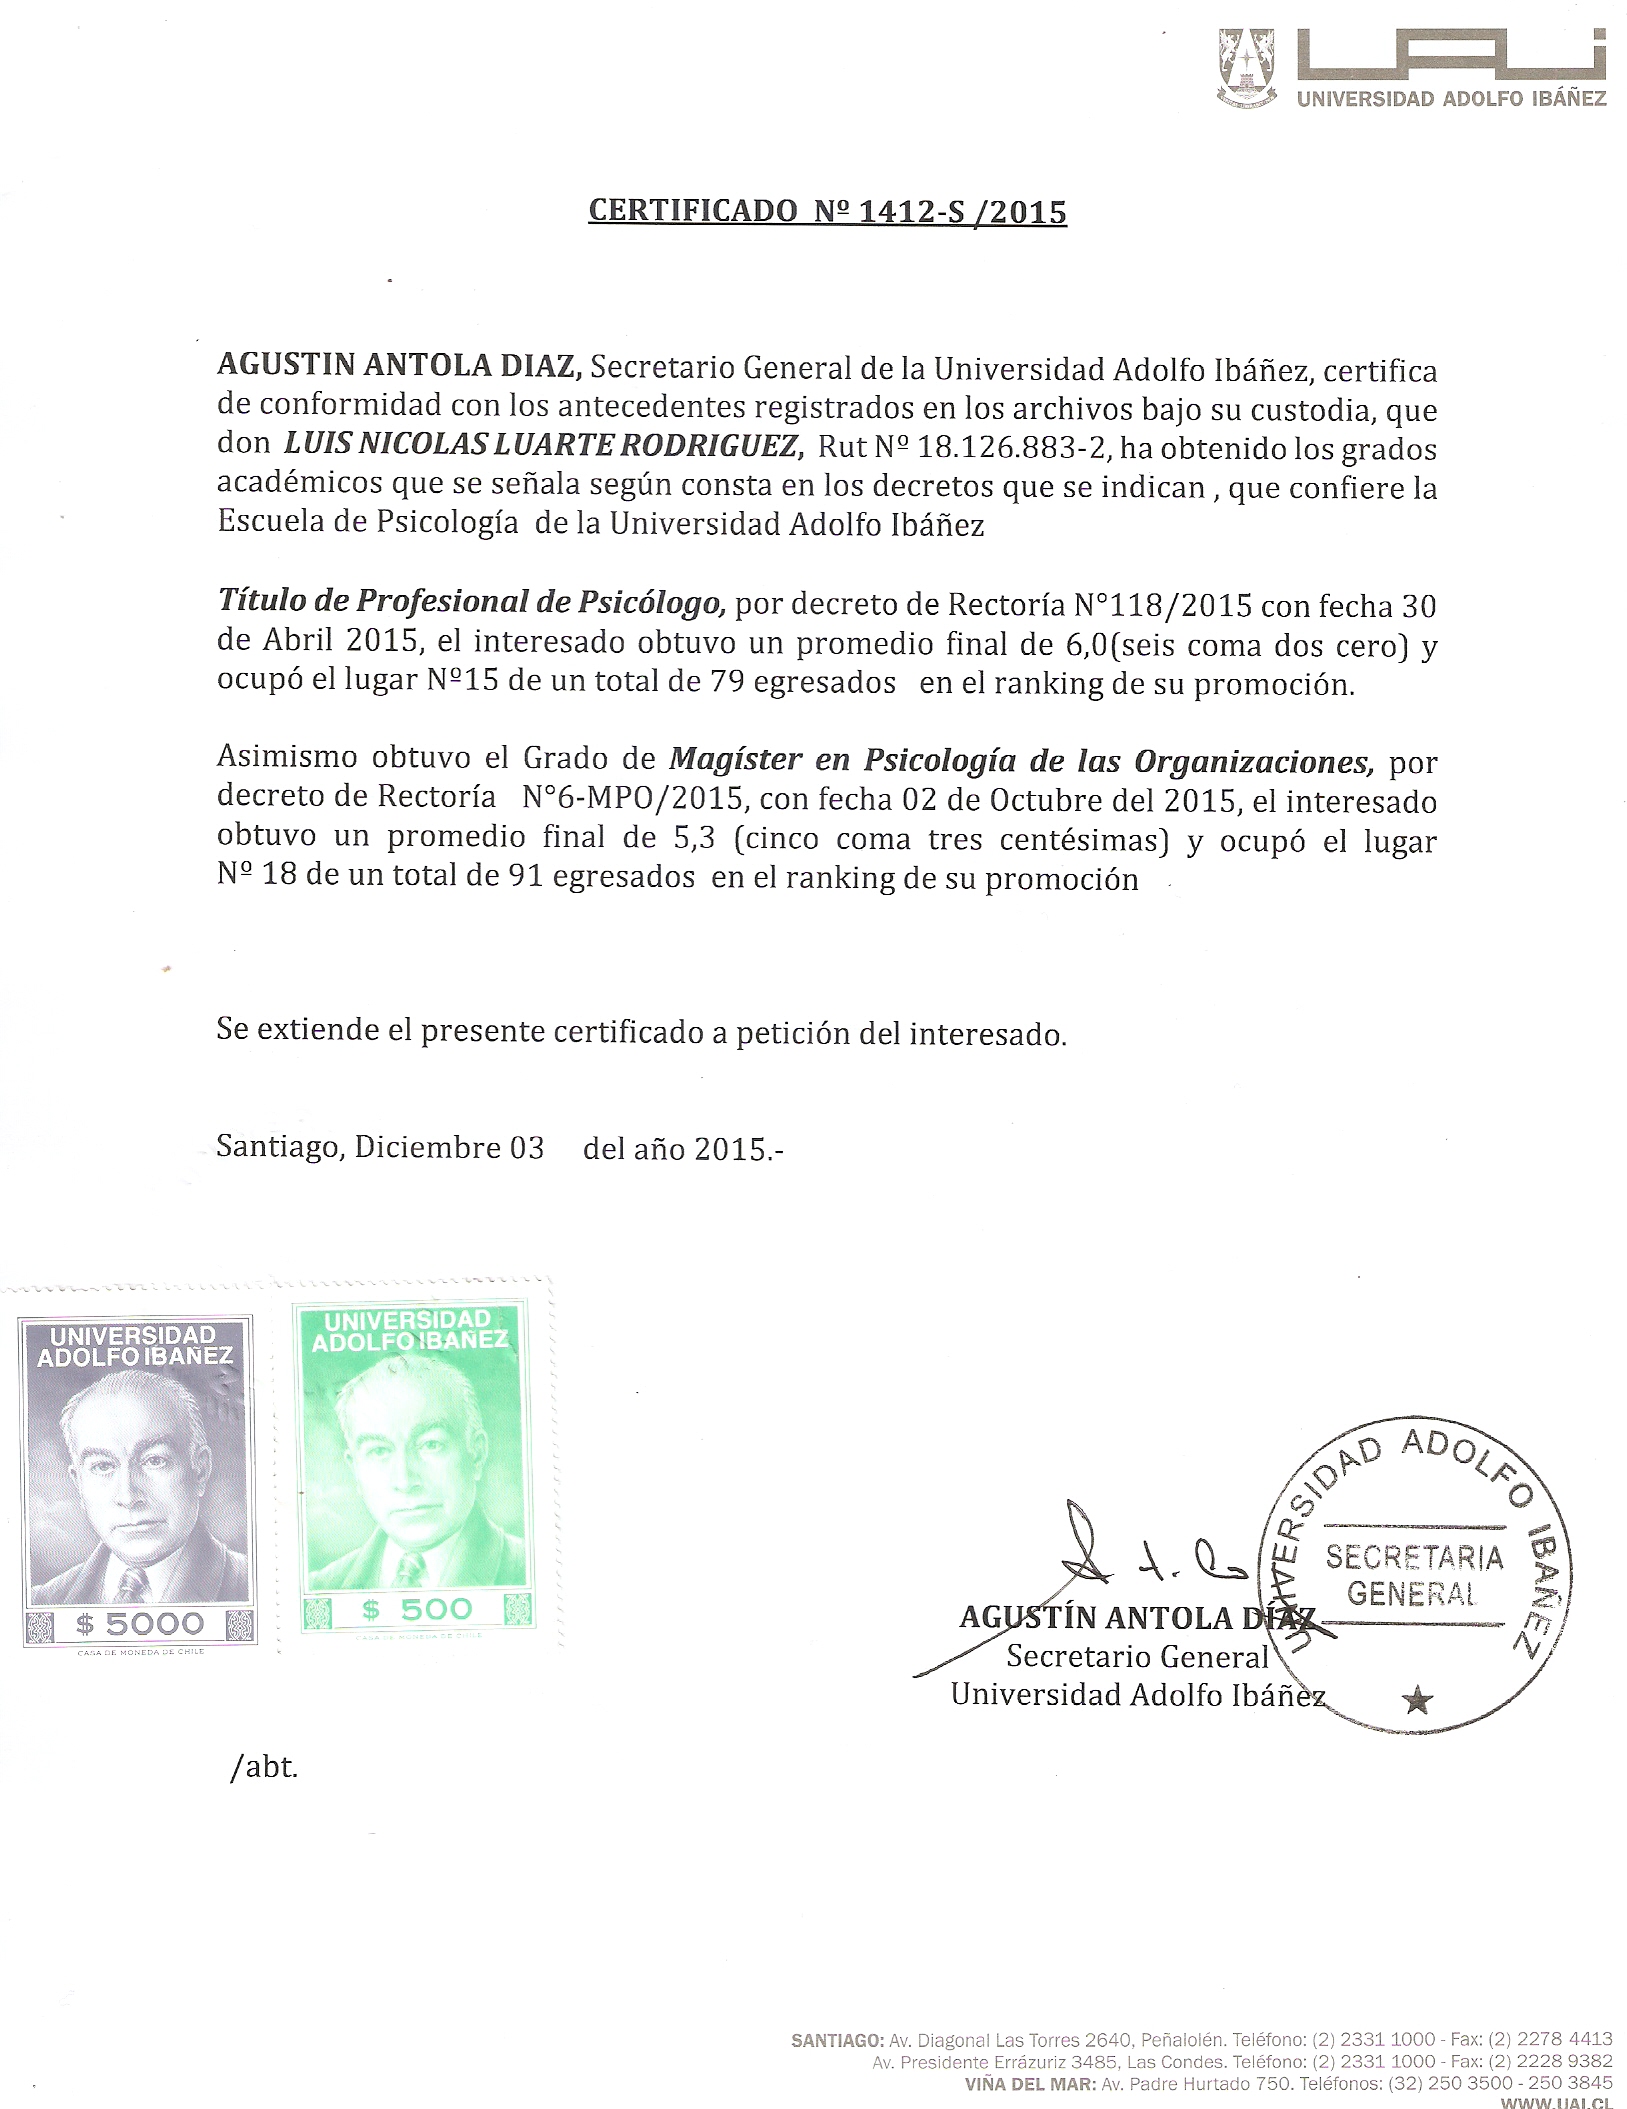 UAi
UNIVERSIDAD ADOLFO IBÁÑEZ
CERTIFICADO Nº 1412-S /2015
AGUSTIN ANTOLA DIAZ, Secretario General de la Universidad Adolfo Ibáñez, certifica
de conformidad con los antecedentes registrados en los archivos bajo su custodia, que
don LUIS NICOLAS LUARTE RODRIGUEZ, Rut Nº 18.126.883-2, ha obtenido los grados
académicos que se señala según consta en los decretos que se indican , que confiere la
Escuela de Psicología de la Universidad Adolfo Ibáñez
Título de Profesional de Psicólogo, por decreto de Rectoría N°118/2015 con fecha 30
de Abril 2015, el interesado obtuvo un promedio final de 6,0(seis coma dos cero) y
ocupó el lugar Nº15 de un total de 79 egresados en el ranking de su promoción.
Asimismo obtuvo el Grado de Magíster en Psicología de las Organizaciones, por
decreto de Rectoría N°6-MPO/2015, con fecha 02 de Octubre del 2015, el interesado
obtuvo un promedio final de 5,3 (cinco coma tres centésimas) y ocupó el lugar
Nº 18 de un total de 91 egresados en el ranking de su promoción
Se extiende el presente certificado a petición del interesado.
Santiago, Diciembre 03 del año 2015.-
UNIVERSIDAD
ADOLFO IBAÑEZ
$ 5000
CASA DE MONEDA DE CHILE
UNIVERSIDAD
ADOLFO IBAÑEZ
$ 500
CASA DE MONEDA DE CHILE
UNIVERSIDAD ADOLFO IBAÑEZ
SECRETARIA
GENERAL
AGUSTÍN ANTOLA DÍAZ
Secretario General
Universidad Adolfo Ibáñez
/abt.
SANTIAGO: Av. Diagonal Las Torres 2640, Peñalolén. Teléfono: (2) 2331 1000 - Fax: (2) 2278 4413
Av. Presidente Errázuriz 3485, Las Condes. Teléfono: (2) 2331 1000 - Fax: (2) 2228 9382
VIÑA DEL MAR: Av. Padre Hurtado 750. Teléfonos: (32) 250 3500 - 250 3845
WWW.UAI.CL